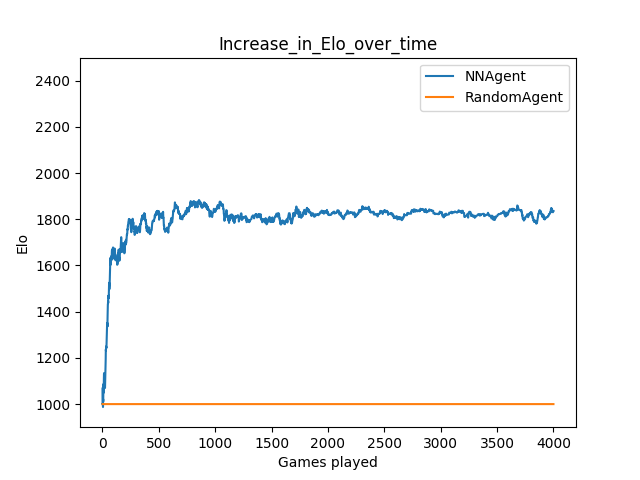 Increase_in_Elo_over_time
NNAgent
RandomAgent
2400
2200
2000
1800
1600
1400
1200
1000
Elo
0 500 1000 1500 2000 2500 3000 3500 4000
Games played